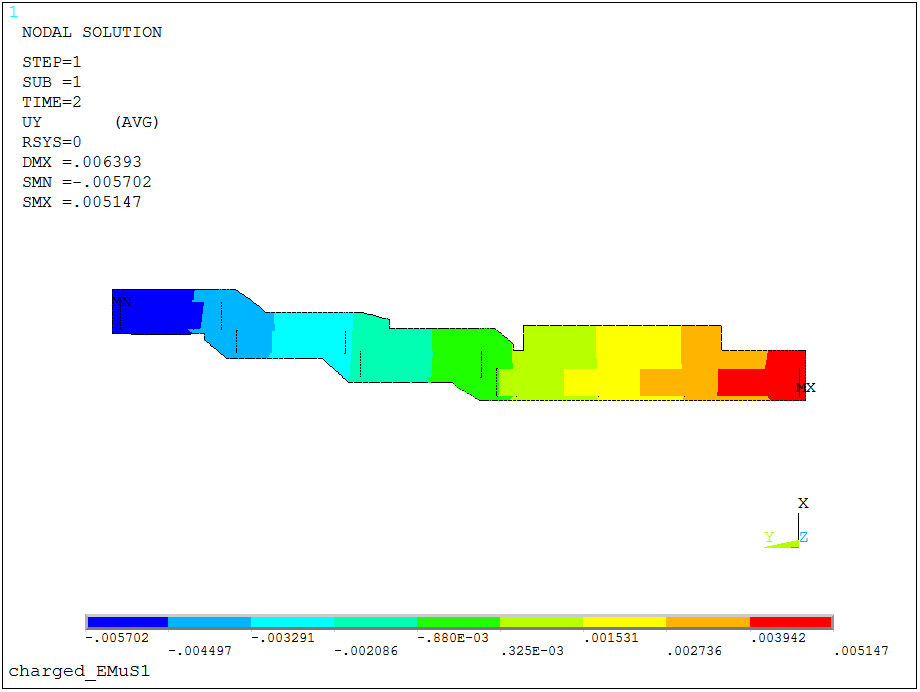 1
NODAL SOLUTION
STEP=1
SUB =1
TIME=2
UY (AVG)
RSYS=0
DMX =.006393
SMN =-.005702
SMX =.005147
MN
MX
X
Y Z
-.005702 -.003291 -.880E-03 .001531 .003942
-.004497 -.002086 .325E-03 .002736 .005147
charged_EMuS1